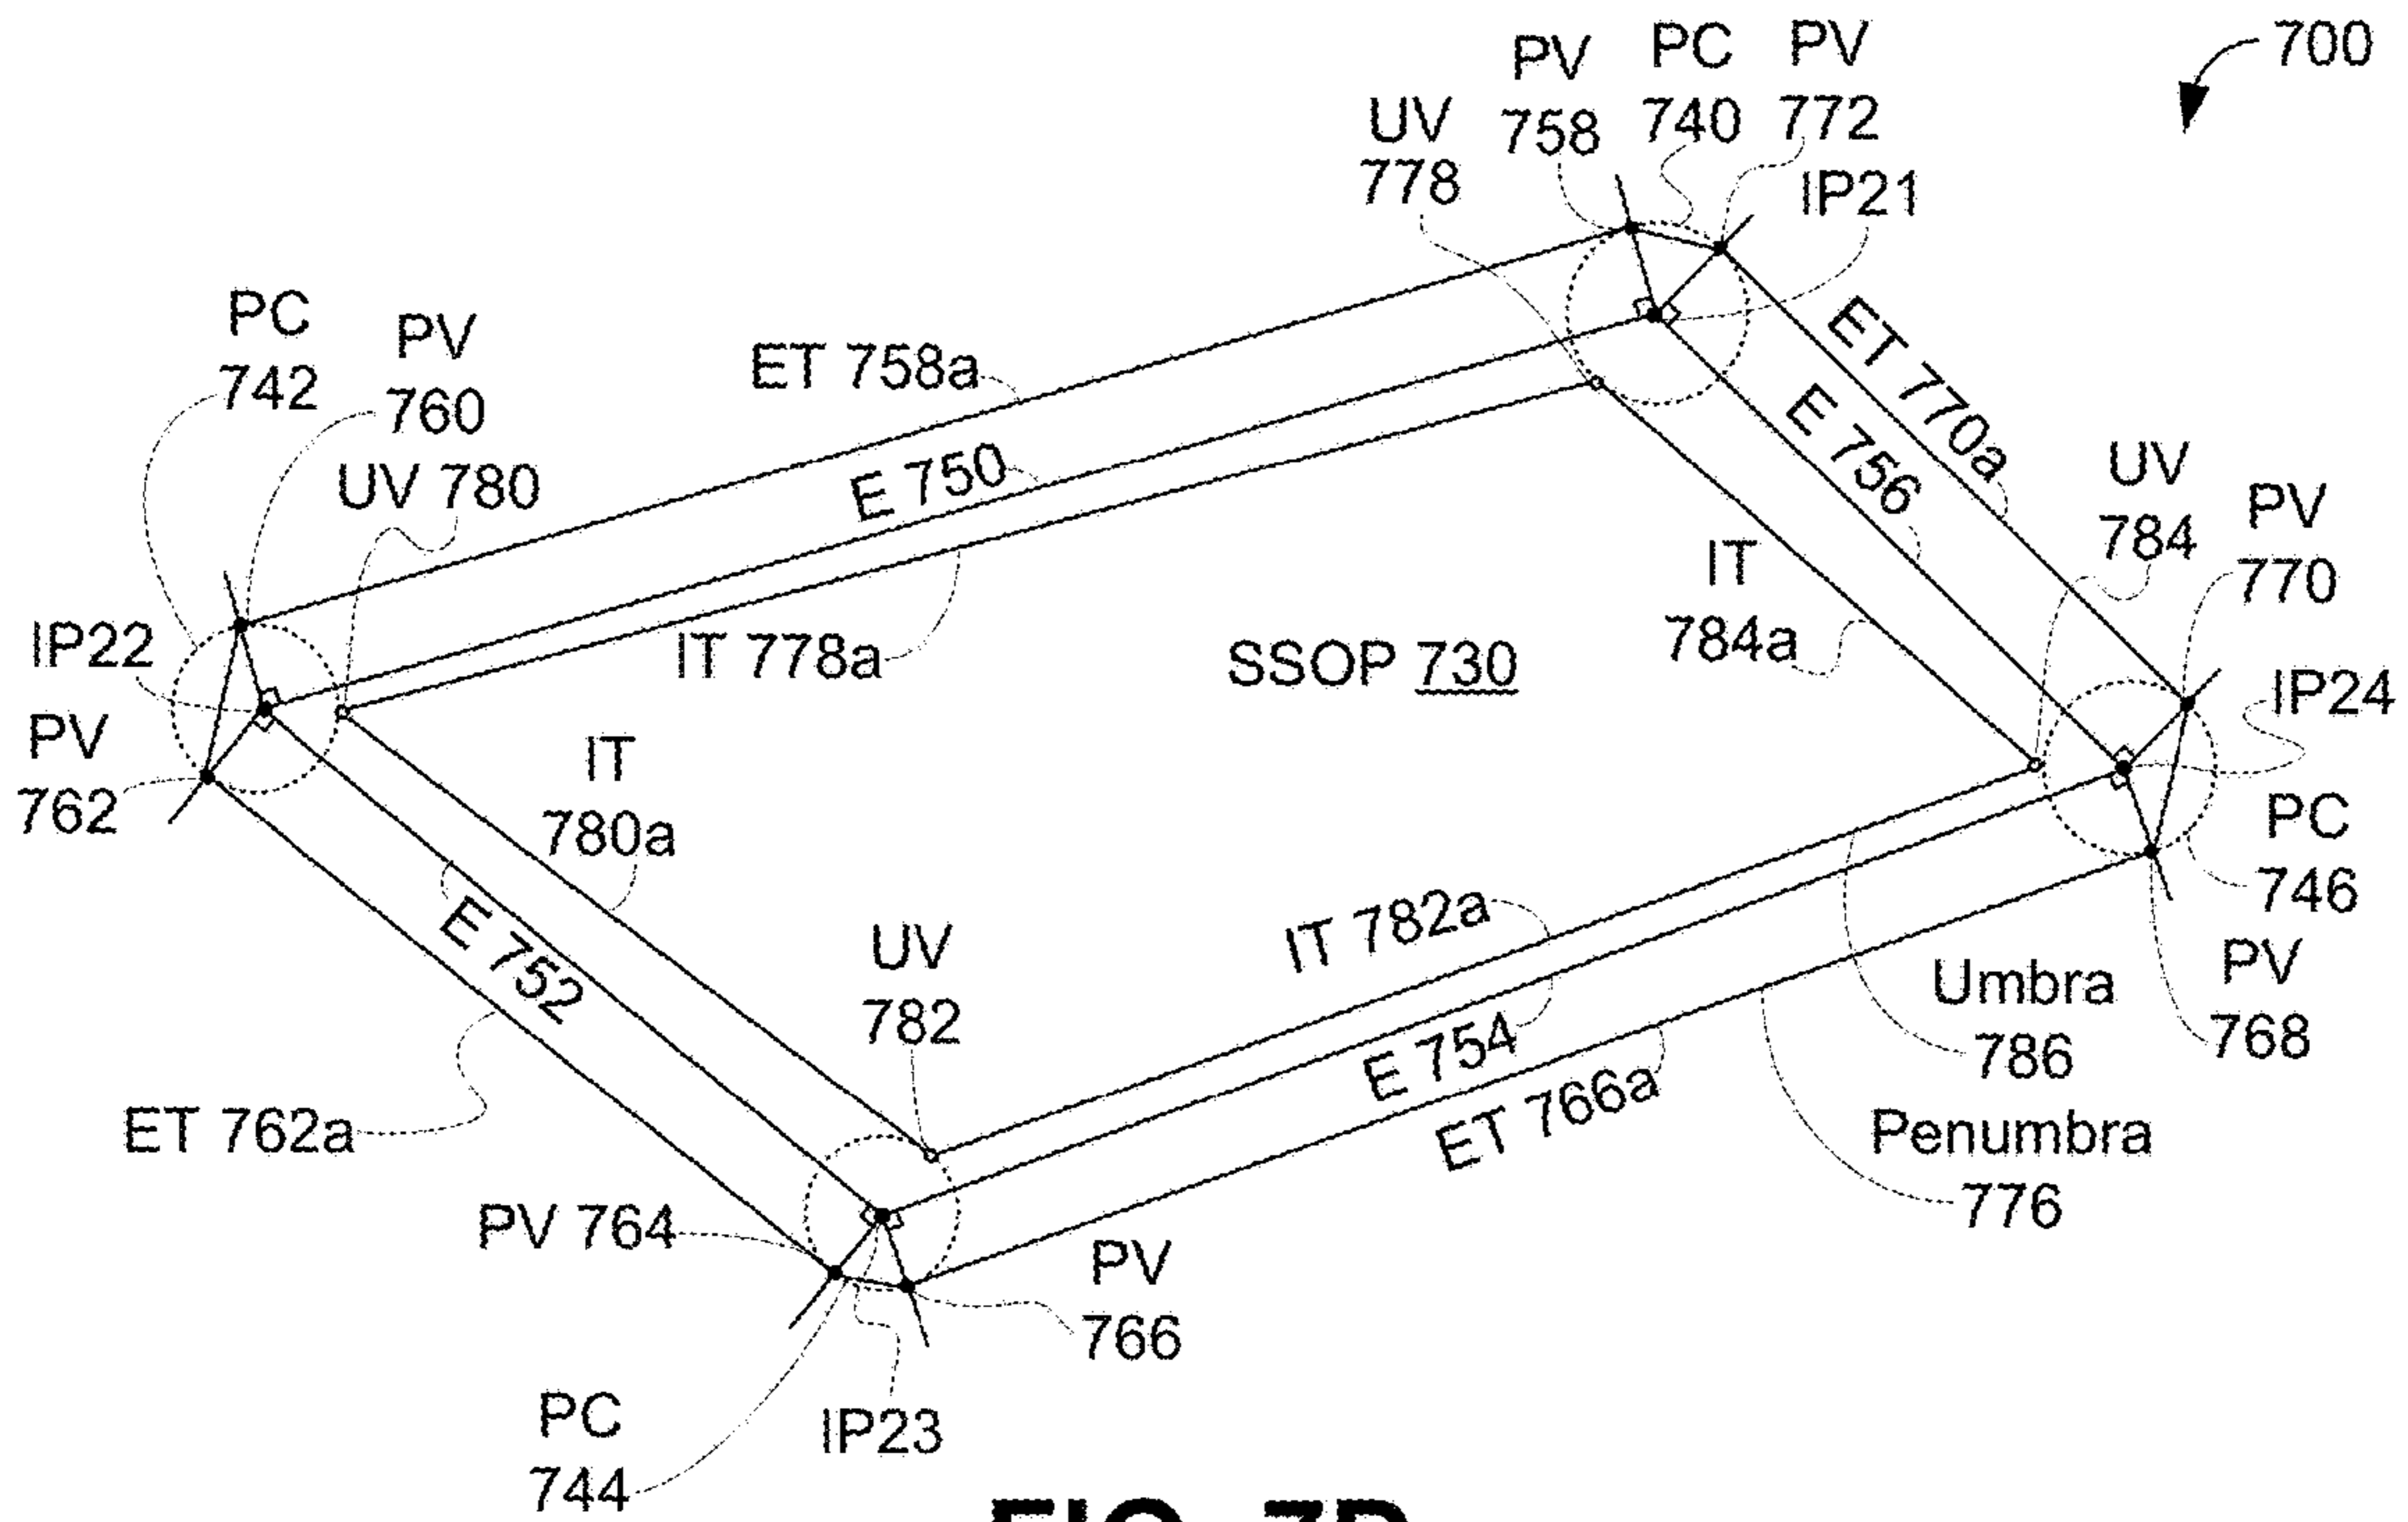 700
PV
758
PC
740
PV
772
UV
778
IP21
PC
742
PV
760
UV 780
ET 758a
E 750
IT 778a
ET 770a
E 756
UV
784
PV
770
IT
784a
SSOP 730
IP22
PV
762
IP24
IT
780a
PC
746
E 752
UV
782
IT 782a
E 754
ET 766a
Umbra
786
PV
768
ET 762a
Penumbra
776
PV 764
PV
766
PC
744
IP23